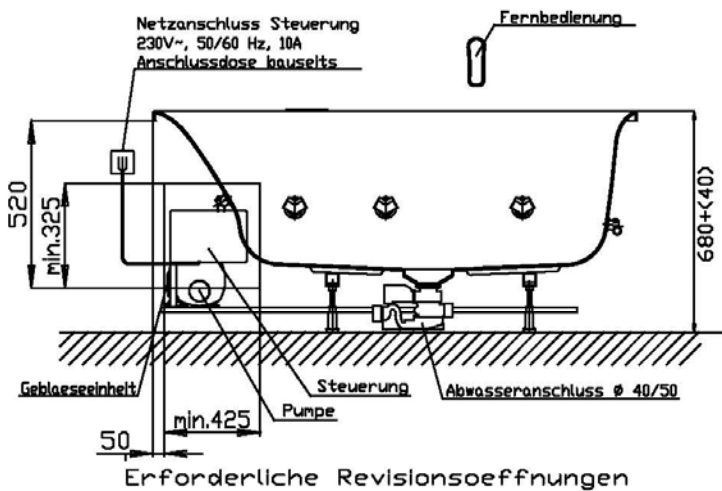 Netzanschluss Steuerung
230V~, 50/60 Hz, 10A
Anschlussdose bauseits
Fernbedienung
520
min.325
680+(40)
Geblaeseeinheit
Steuerung
Pumpe
Abwasseranschluss ø 40/50
min.425
50
Erforderliche Revisionsoeffnungen